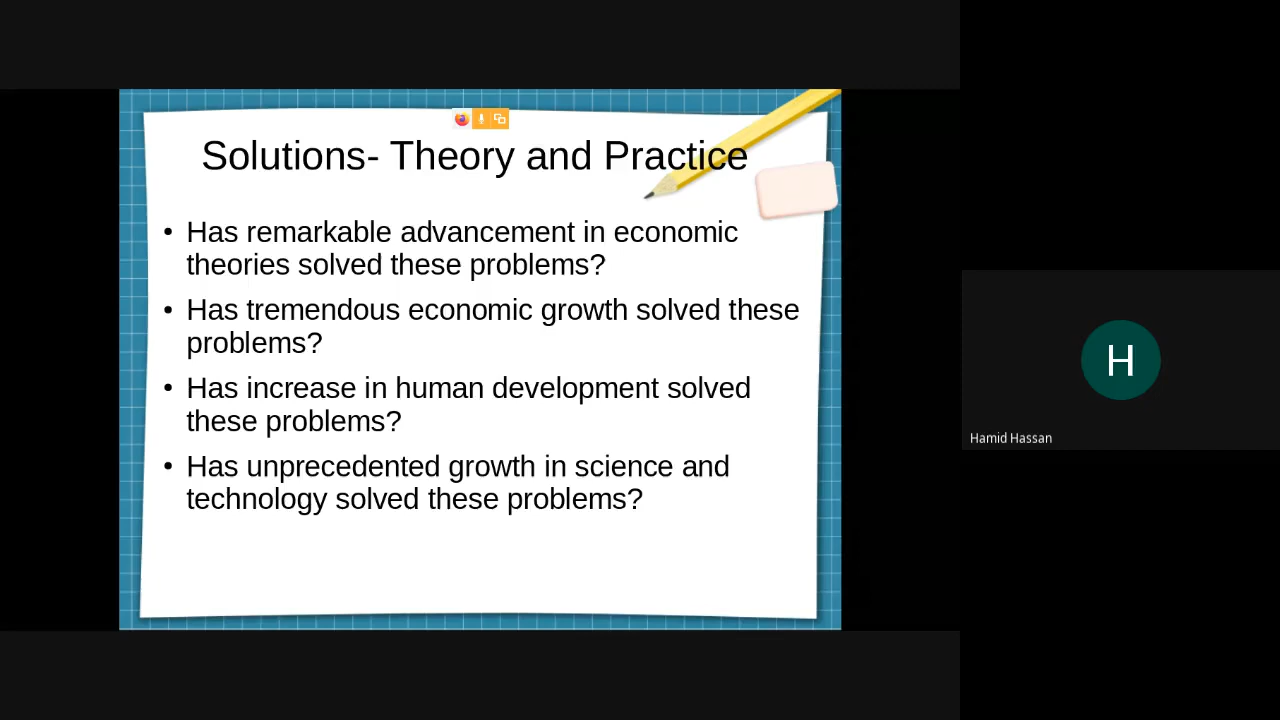 Solutions- Theory and Practice
• Has remarkable advancement in economic
theories solved these problems?
• Has tremendous economic growth solved these
problems?
• Has increase in human development solved
these problems?
• Has unprecedented growth in science and
technology solved these problems?
H
Hamid Hassan